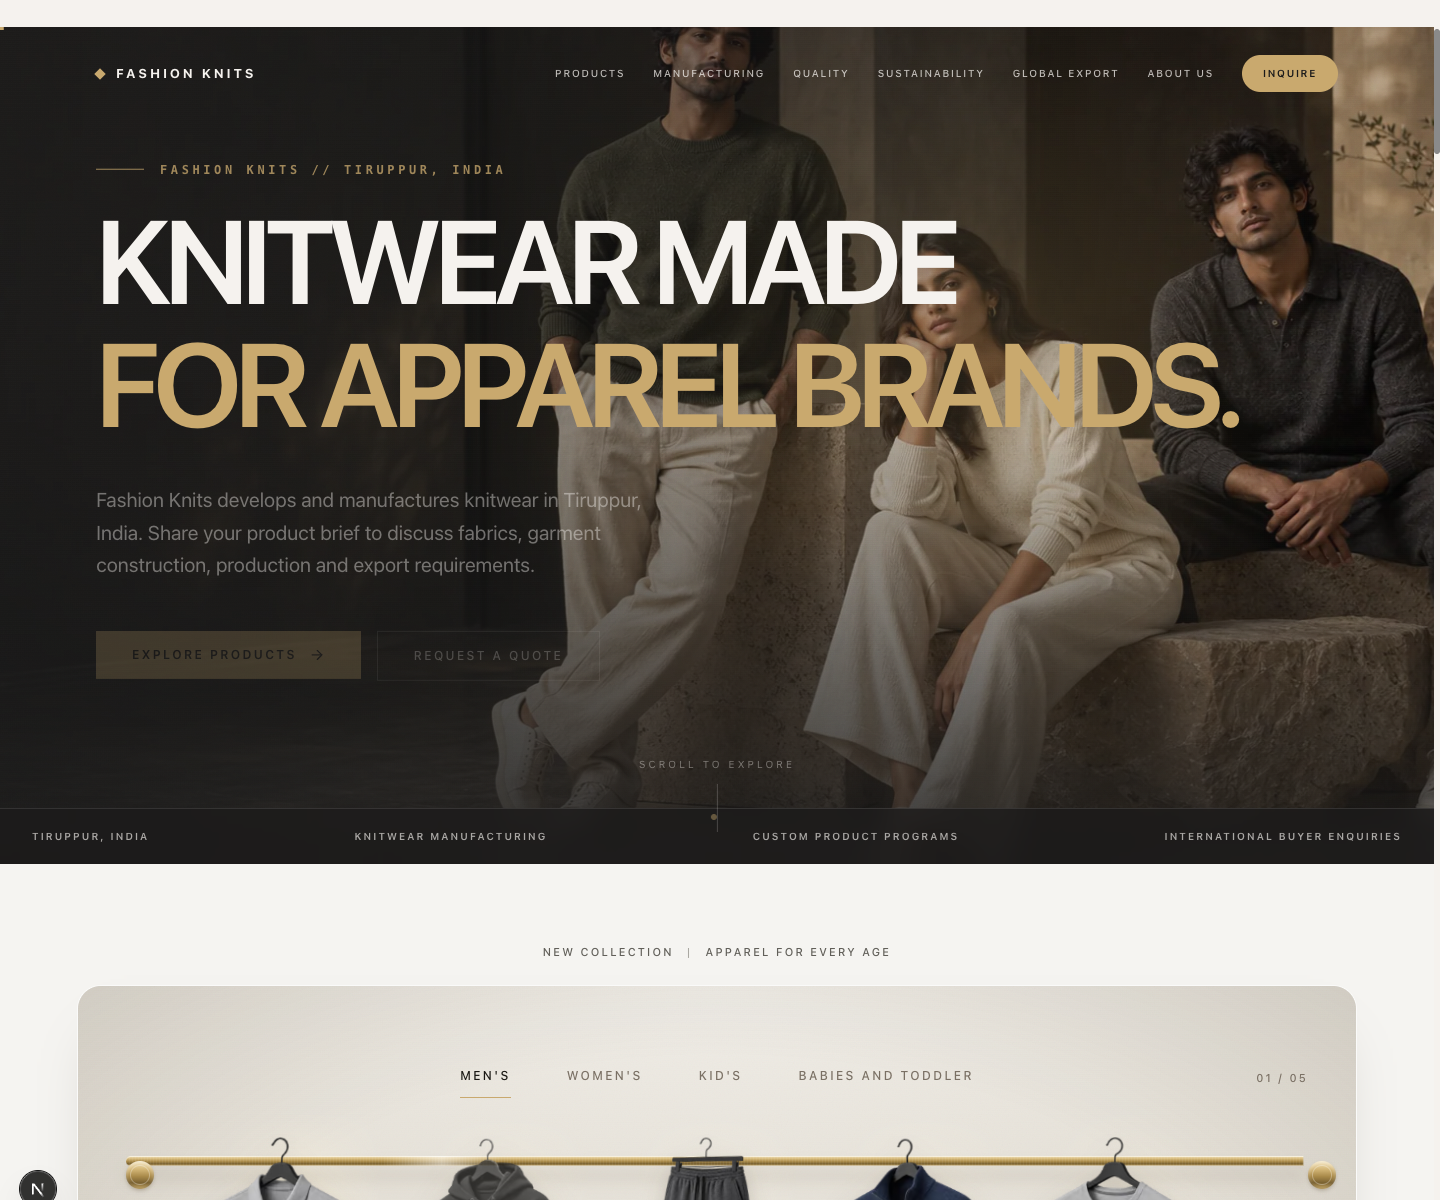 FASHION KNITS
PRODUCTS MANUFACTURING QUALITY SUSTAINABILITY GLOBAL EXPORT ABOUT US INQUIRE
FASHION KNITS // TIRUPPUR, INDIA
KNITWEAR MADE
FOR APPAREL BRANDS.
Fashion Knits develops and manufactures knitwear in Tiruppur,
India. Share your product brief to discuss fabrics, garment
construction, production and export requirements.
EXPLORE PRODUCTS → REQUEST A QUOTE
SCROLL TO EXPLORE
TIRUPPUR, INDIA KNITWEAR MANUFACTURING CUSTOM PRODUCT PROGRAMS INTERNATIONAL BUYER ENQUIRIES
NEW COLLECTION | APPAREL FOR EVERY AGE
MEN'S WOMEN'S KID'S BABIES AND TODDLER 01 / 05
N